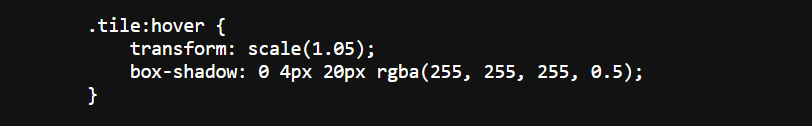 .tile:hover {
    transform: scale(1.05);
    box-shadow: 0 4px 20px rgba(255, 255, 255, 0.5);
}